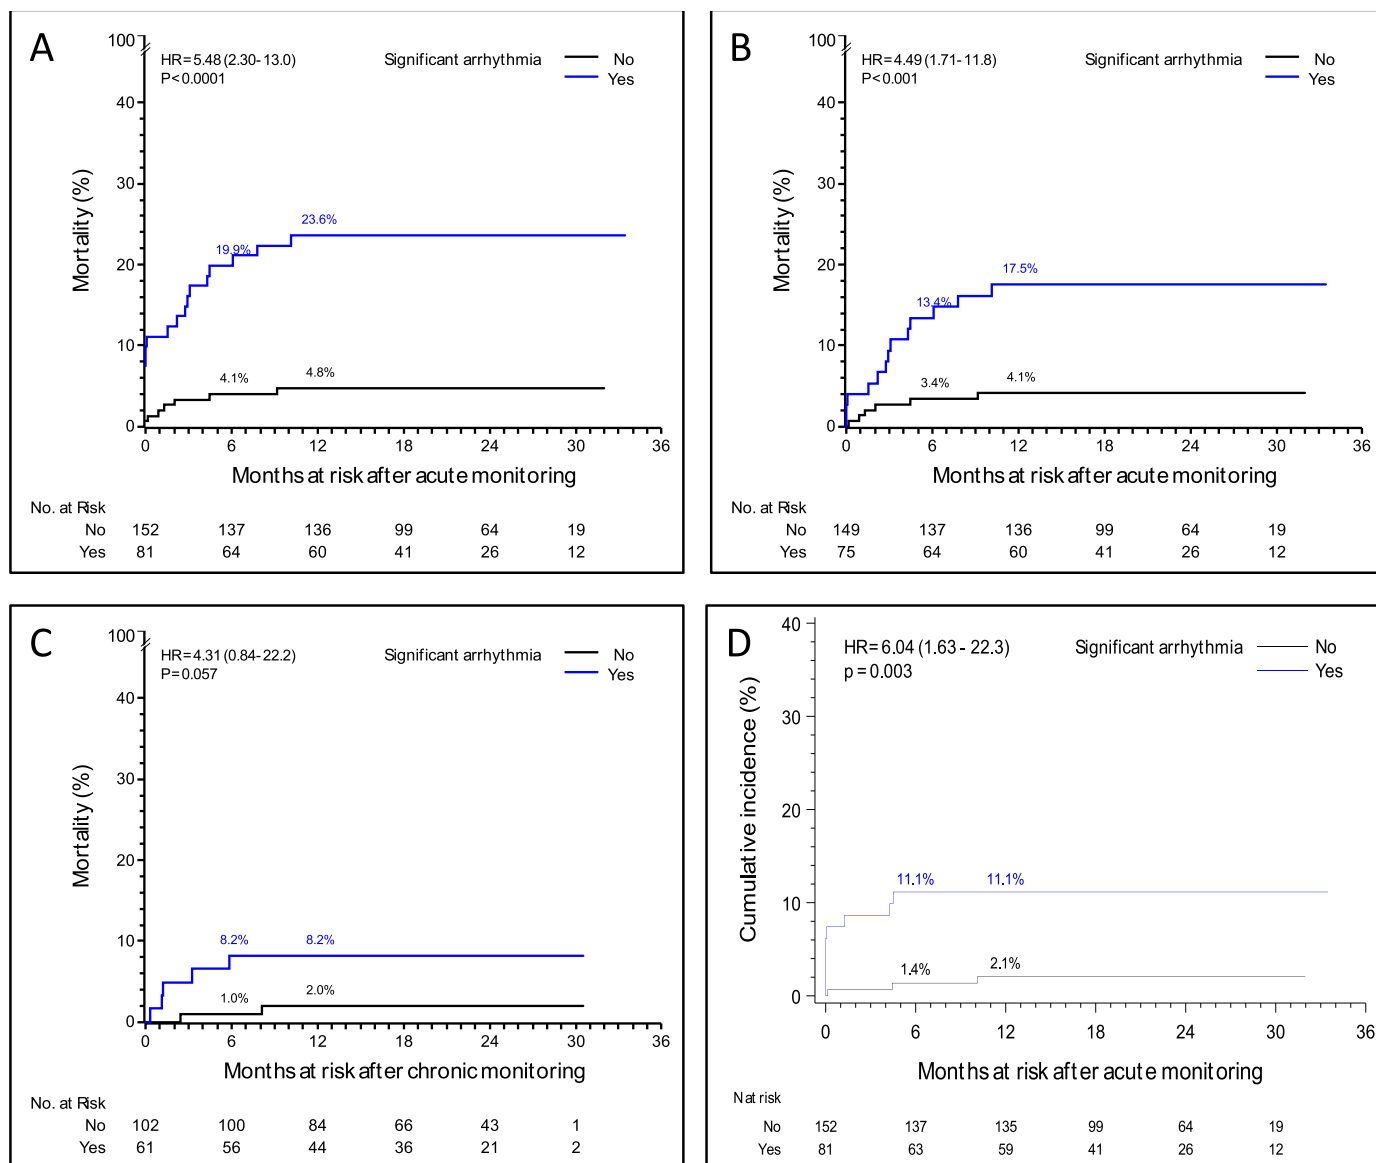 A
HR=5.48 (2.30- 13.0)
P<0.0001
Significant arrhythmia
No
Yes
100
40
30
20
10
0
Mortality (%)
19.9%
23.6%
4.1%
4.8%
0 6 12 18 24 30 36
Months at risk after acute monitoring
No. at Risk
No 152 137 136 99 64 19
Yes 81 64 60 41 26 12
B
HR=4.49 (1.71- 11.8)
P<0.001
Significant arrhythmia
No
Yes
100
40
30
20
10
0
Mortality (%)
13.4%
17.5%
3.4%
4.1%
0 6 12 18 24 30 36
Months at risk after acute monitoring
No. at Risk
No 149 137 136 99 64 19
Yes 75 64 60 41 26 12
C
HR=4.31 (0.84- 22.2)
P=0.057
Significant arrhythmia
No
Yes
100
40
30
20
10
0
Mortality (%)
8.2%
8.2%
1.0%
2.0%
0 6 12 18 24 30 36
Months at risk after chronic monitoring
No. at Risk
No 102 100 84 66 43 1
Yes 61 56 44 36 21 2
D
HR=6.04 (1.63 - 22.3)
p = 0.003
Significant arrhythmia
No
Yes
40
30
20
10
0
Cumulative incidence (%)
11.1%
11.1%
1.4%
2.1%
0 6 12 18 24 30 36
Months at risk after acute monitoring
N at risk
No 152 137 135 99 64 19
Yes 81 63 59 41 26 12